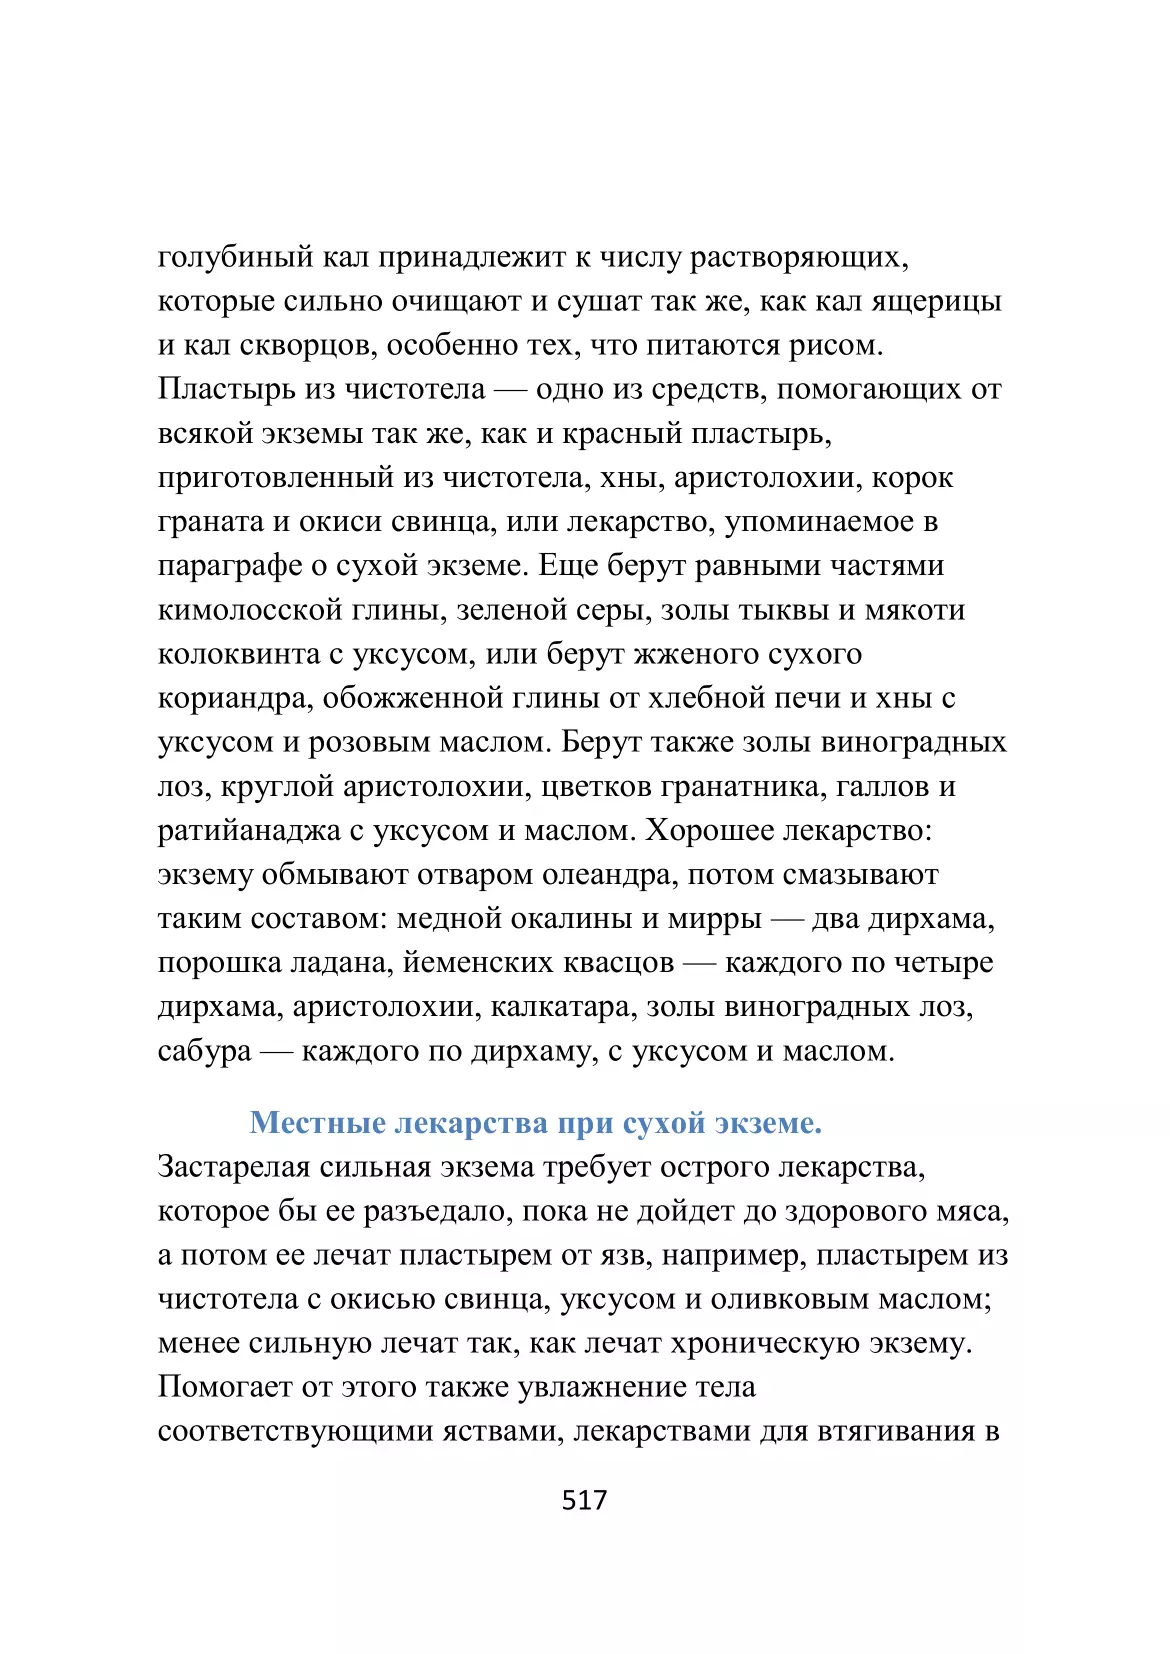 голубиный кал принадлежит к числу растворяющих,
которые сильно очищают и сушат так же, как кал ящерицы
и кал скворцов, особенно тех, что питаются рисом.
Пластырь из чистотела — одно из средств, помогающих от
всякой экземы так же, как и красный пластырь,
приготовленный из чистотела, хны, аристолохии, корок
граната и окиси свинца, или лекарство, упоминаемое в
параграфе о сухой экземе. Еще берут равными частями
кимолосской глины, зеленой серы, золы тыквы и мякоти
колоквинта с уксусом, или берут жженого сухого
кориандра, обожженной глины от хлебной печи и хны с
уксусом и розовым маслом. Берут также золы виноградных
лоз, круглой аристолохии, цветков гранатника, галлов и
ратийанаджа с уксусом и маслом. Хорошее лекарство:
экзему обмывают отваром олеандра, потом смазывают
таким составом: медной окалины и мирры — два дирхама,
порошка ладана, йеменских квасцов — каждого по четыре
дирхама, аристолохии, калкатара, золы виноградных лоз,
сабура — каждого по дирхаму, с уксусом и маслом.
Местные лекарства при сухой экземе.
Застарелая сильная экзема требует острого лекарства,
которое бы ее разъедало, пока не дойдет до здорового мяса,
а потом ее лечат пластырем от язв, например, пластырем из
чистотела с окисью свинца, уксусом и оливковым маслом;
менее сильную лечат так, как лечат хроническую экзему.
Помогает от этого также увлажнение тела
соответствующими яствами, лекарствами для втягивания в
517